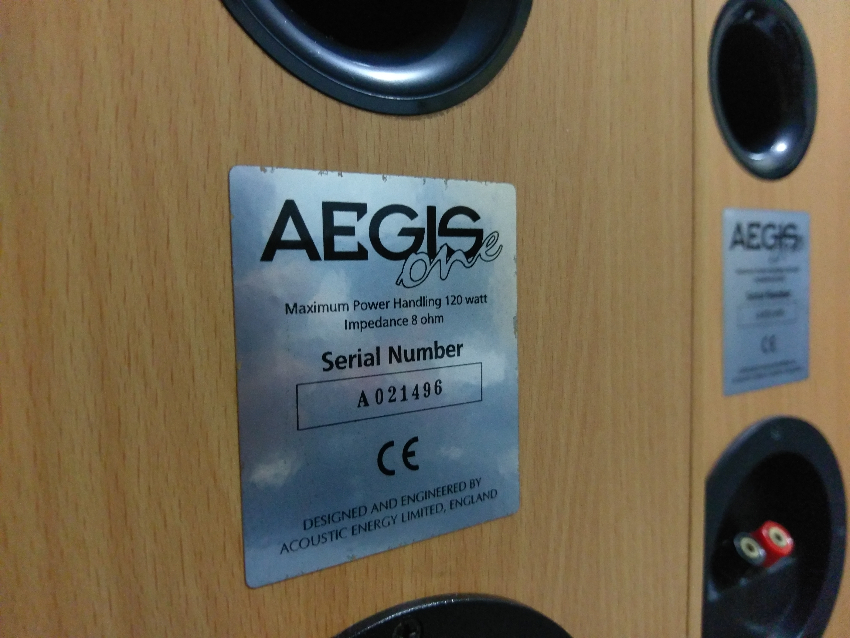 AEGIS
one
Maximum Power Handling 120 watt
Impedance 8 ohm
Serial Number
A021496
CE
DESIGNED AND ENGINEERED BY
ACOUSTIC ENERGY LIMITED, ENGLAND
AEGIS
CE